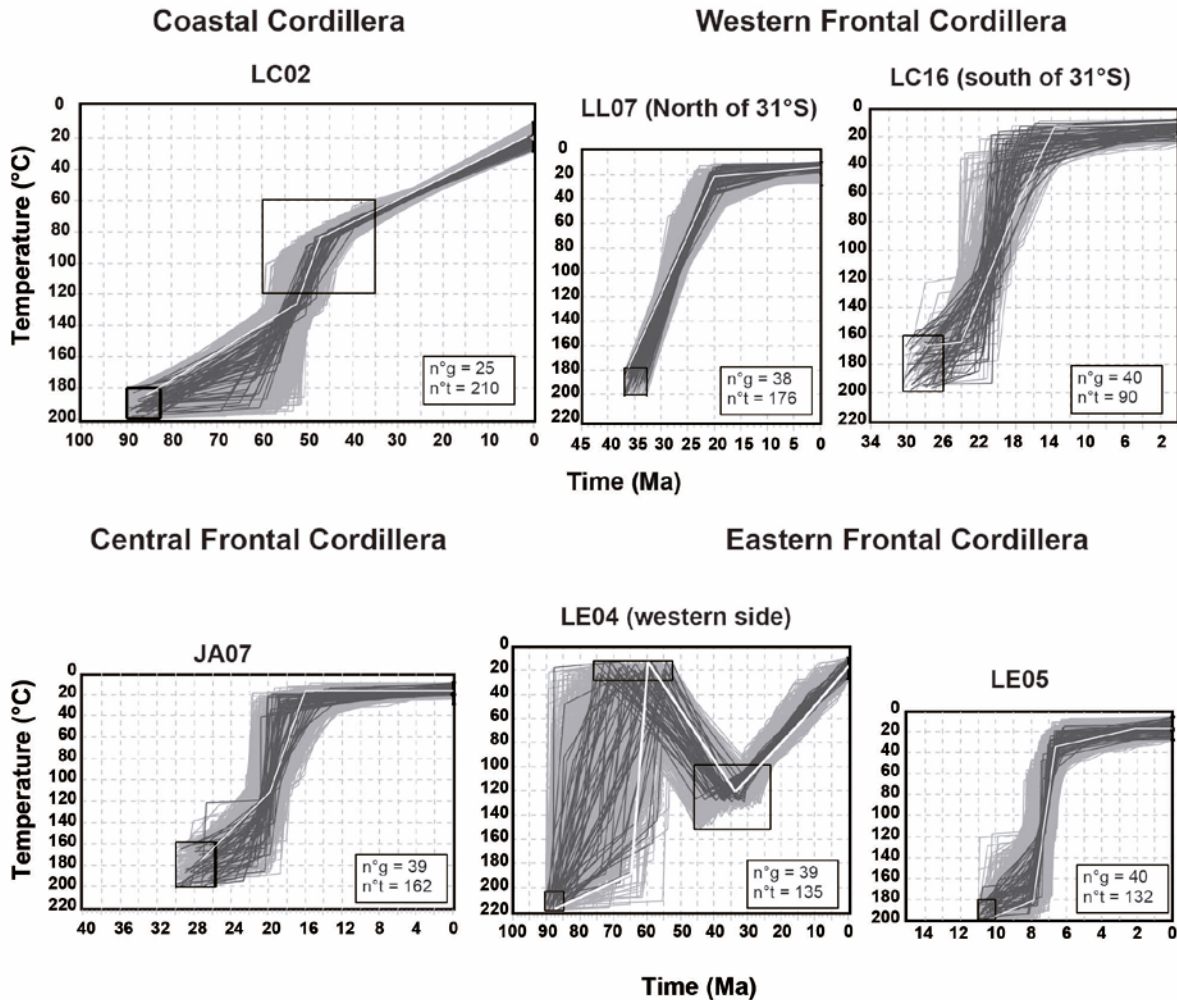 Coastal Cordillera
Western Frontal Cordillera
LC02
LL07 (North of 31°S)
LC16 (south of 31°S)
Temperature (°C)
0
20
40
60
80
100
120
140
160
180
200
n°g = 25
n°t = 210
100 90 80 70 60 50 40 30 20 10 0
0
20
40
60
80
100
120
140
160
180
200
220
n°g = 38
n°t = 176
45 40 35 30 25 20 15 10 5 0
0
20
40
60
80
100
120
140
160
180
200
220
n°g = 40
n°t = 90
34 30 26 22 18 14 12 6 2
Time (Ma)
Central Frontal Cordillera
Eastern Frontal Cordillera
JA07
LE04 (western side)
LE05
Temperature (°C)
0
20
40
60
80
100
120
140
160
180
200
220
n°g = 39
n°t = 162
40 36 32 28 24 20 16 12 8 4 0
0
20
40
60
80
100
120
140
160
180
200
220
n°g = 39
n°t = 135
100 90 80 70 60 50 40 30 20 10 0
0
20
40
60
80
100
120
140
160
180
200
n°g = 40
n°t = 132
14 12 10 8 6 4 2 0
Time (Ma)